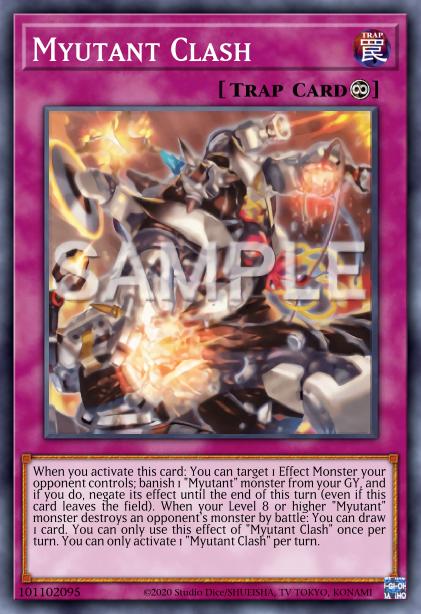 MYUTANT CLASH
TRAP
罠
[TRAP CARD]
SAMPLE
When you activate this card: You can target 1 Effect Monster your
opponent controls; banish 1 "Myutant" monster from your GY, and
if you do, negate its effect until the end of this turn (even if this
card leaves the field). When your Level 8 or higher "Myutant"
monster destroys an opponent's monster by battle: You can draw
1 card. You can only use this effect of "Myutant Clash" once per
turn. You can only activate 1 "Myutant Clash" per turn.
101102095
©2020 Studio Dice/SHUEISHA, TV TOKYO, KONAMI